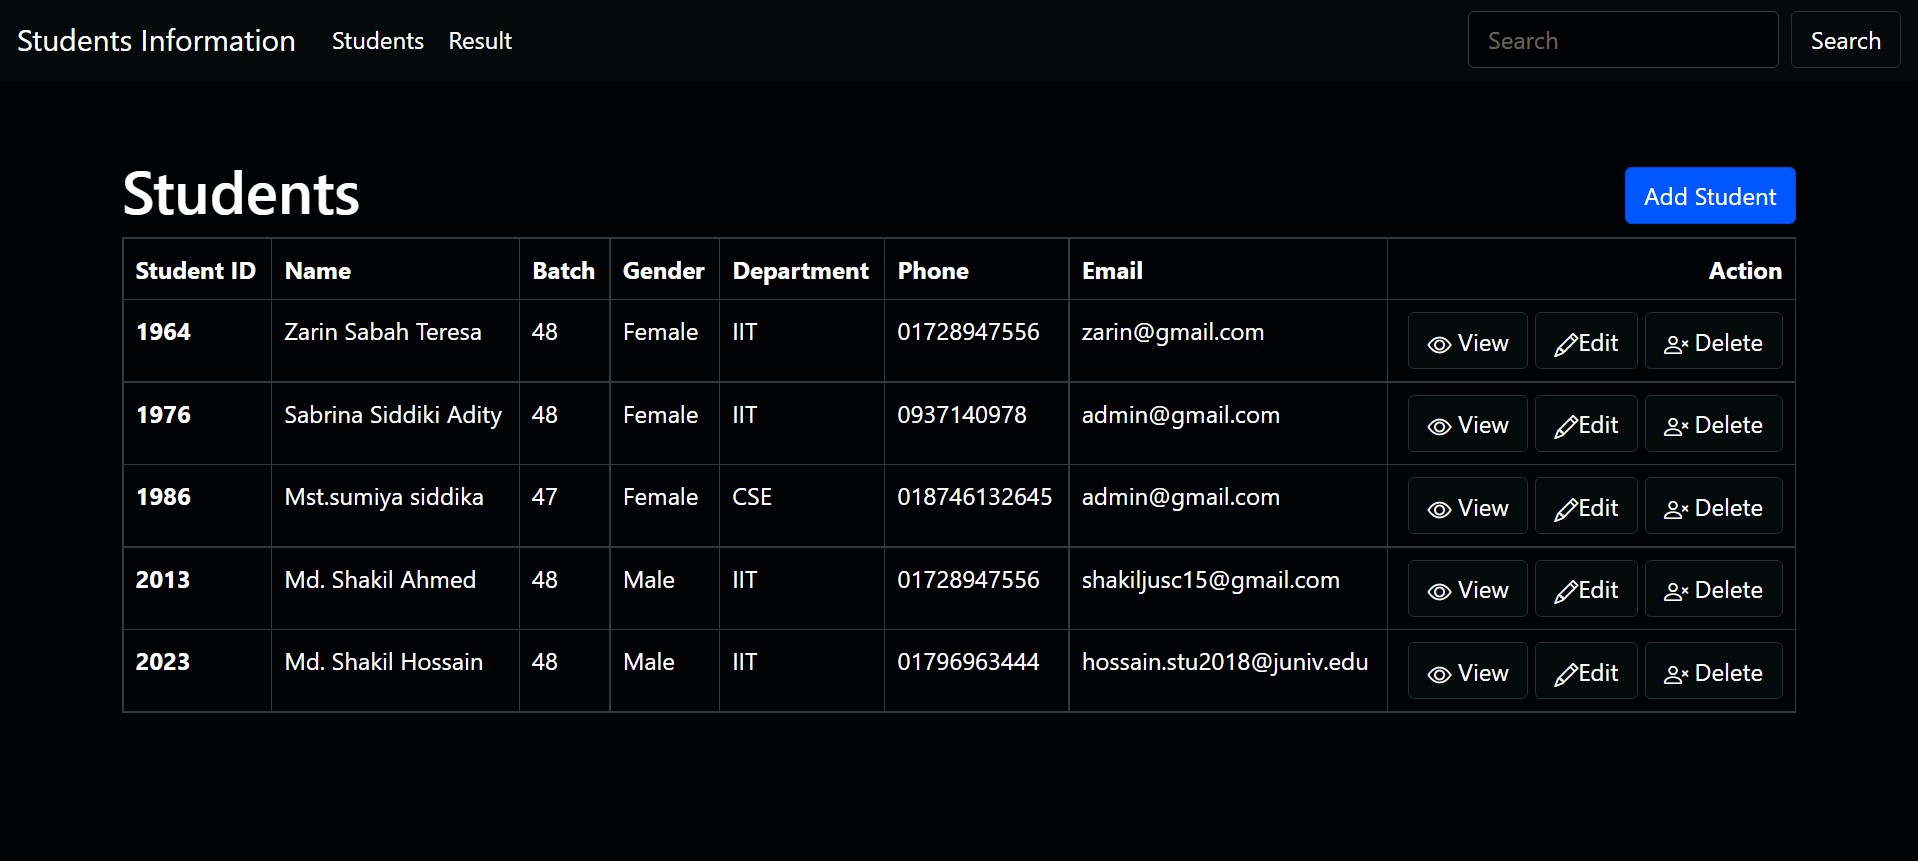 Students Information Students Result Search Search
Students Add Student
Student ID Name Batch Gender Department Phone Email Action
1964 Zarin Sabah Teresa 48 Female IIT 01728947556 zarin@gmail.com View Edit Delete
1976 Sabrina Siddiki Adity 48 Female IIT 0937140978 admin@gmail.com View Edit Delete
1986 Mst.sumiya siddika 47 Female CSE 018746132645 admin@gmail.com View Edit Delete
2013 Md. Shakil Ahmed 48 Male IIT 01728947556 shakiljusc15@gmail.com View Edit Delete
2023 Md. Shakil Hossain 48 Male IIT 01796963444 hossain.stu2018@juniv.edu View Edit Delete